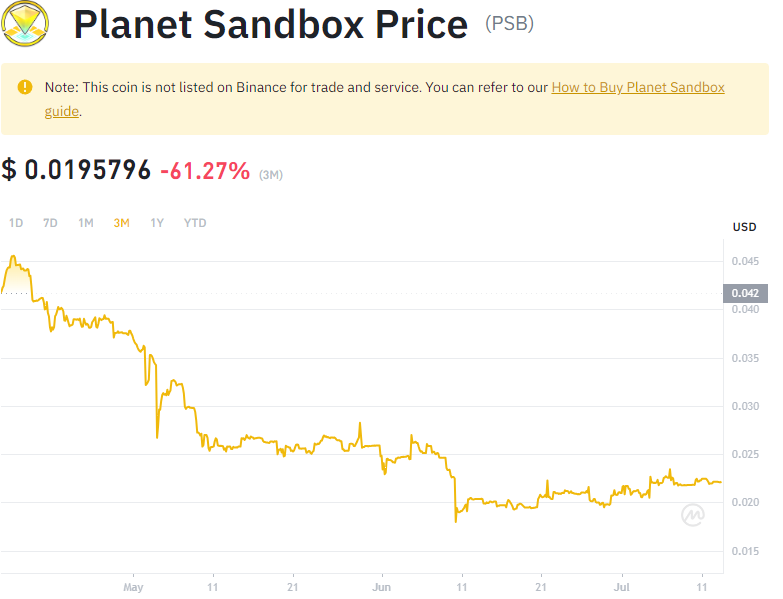 Planet Sandbox Price (PSB)
Note: This coin is not listed on Binance for trade and service. You can refer to our How to Buy Planet Sandbox
guide.
$ 0.0195796 -61.27% (3M)
1D 7D 1M 3M 1Y YTD
USD
0.045
0.042
0.040
0.035
0.030
0.025
0.020
0.015
May 11 21 Jun 11 21 Jul 11